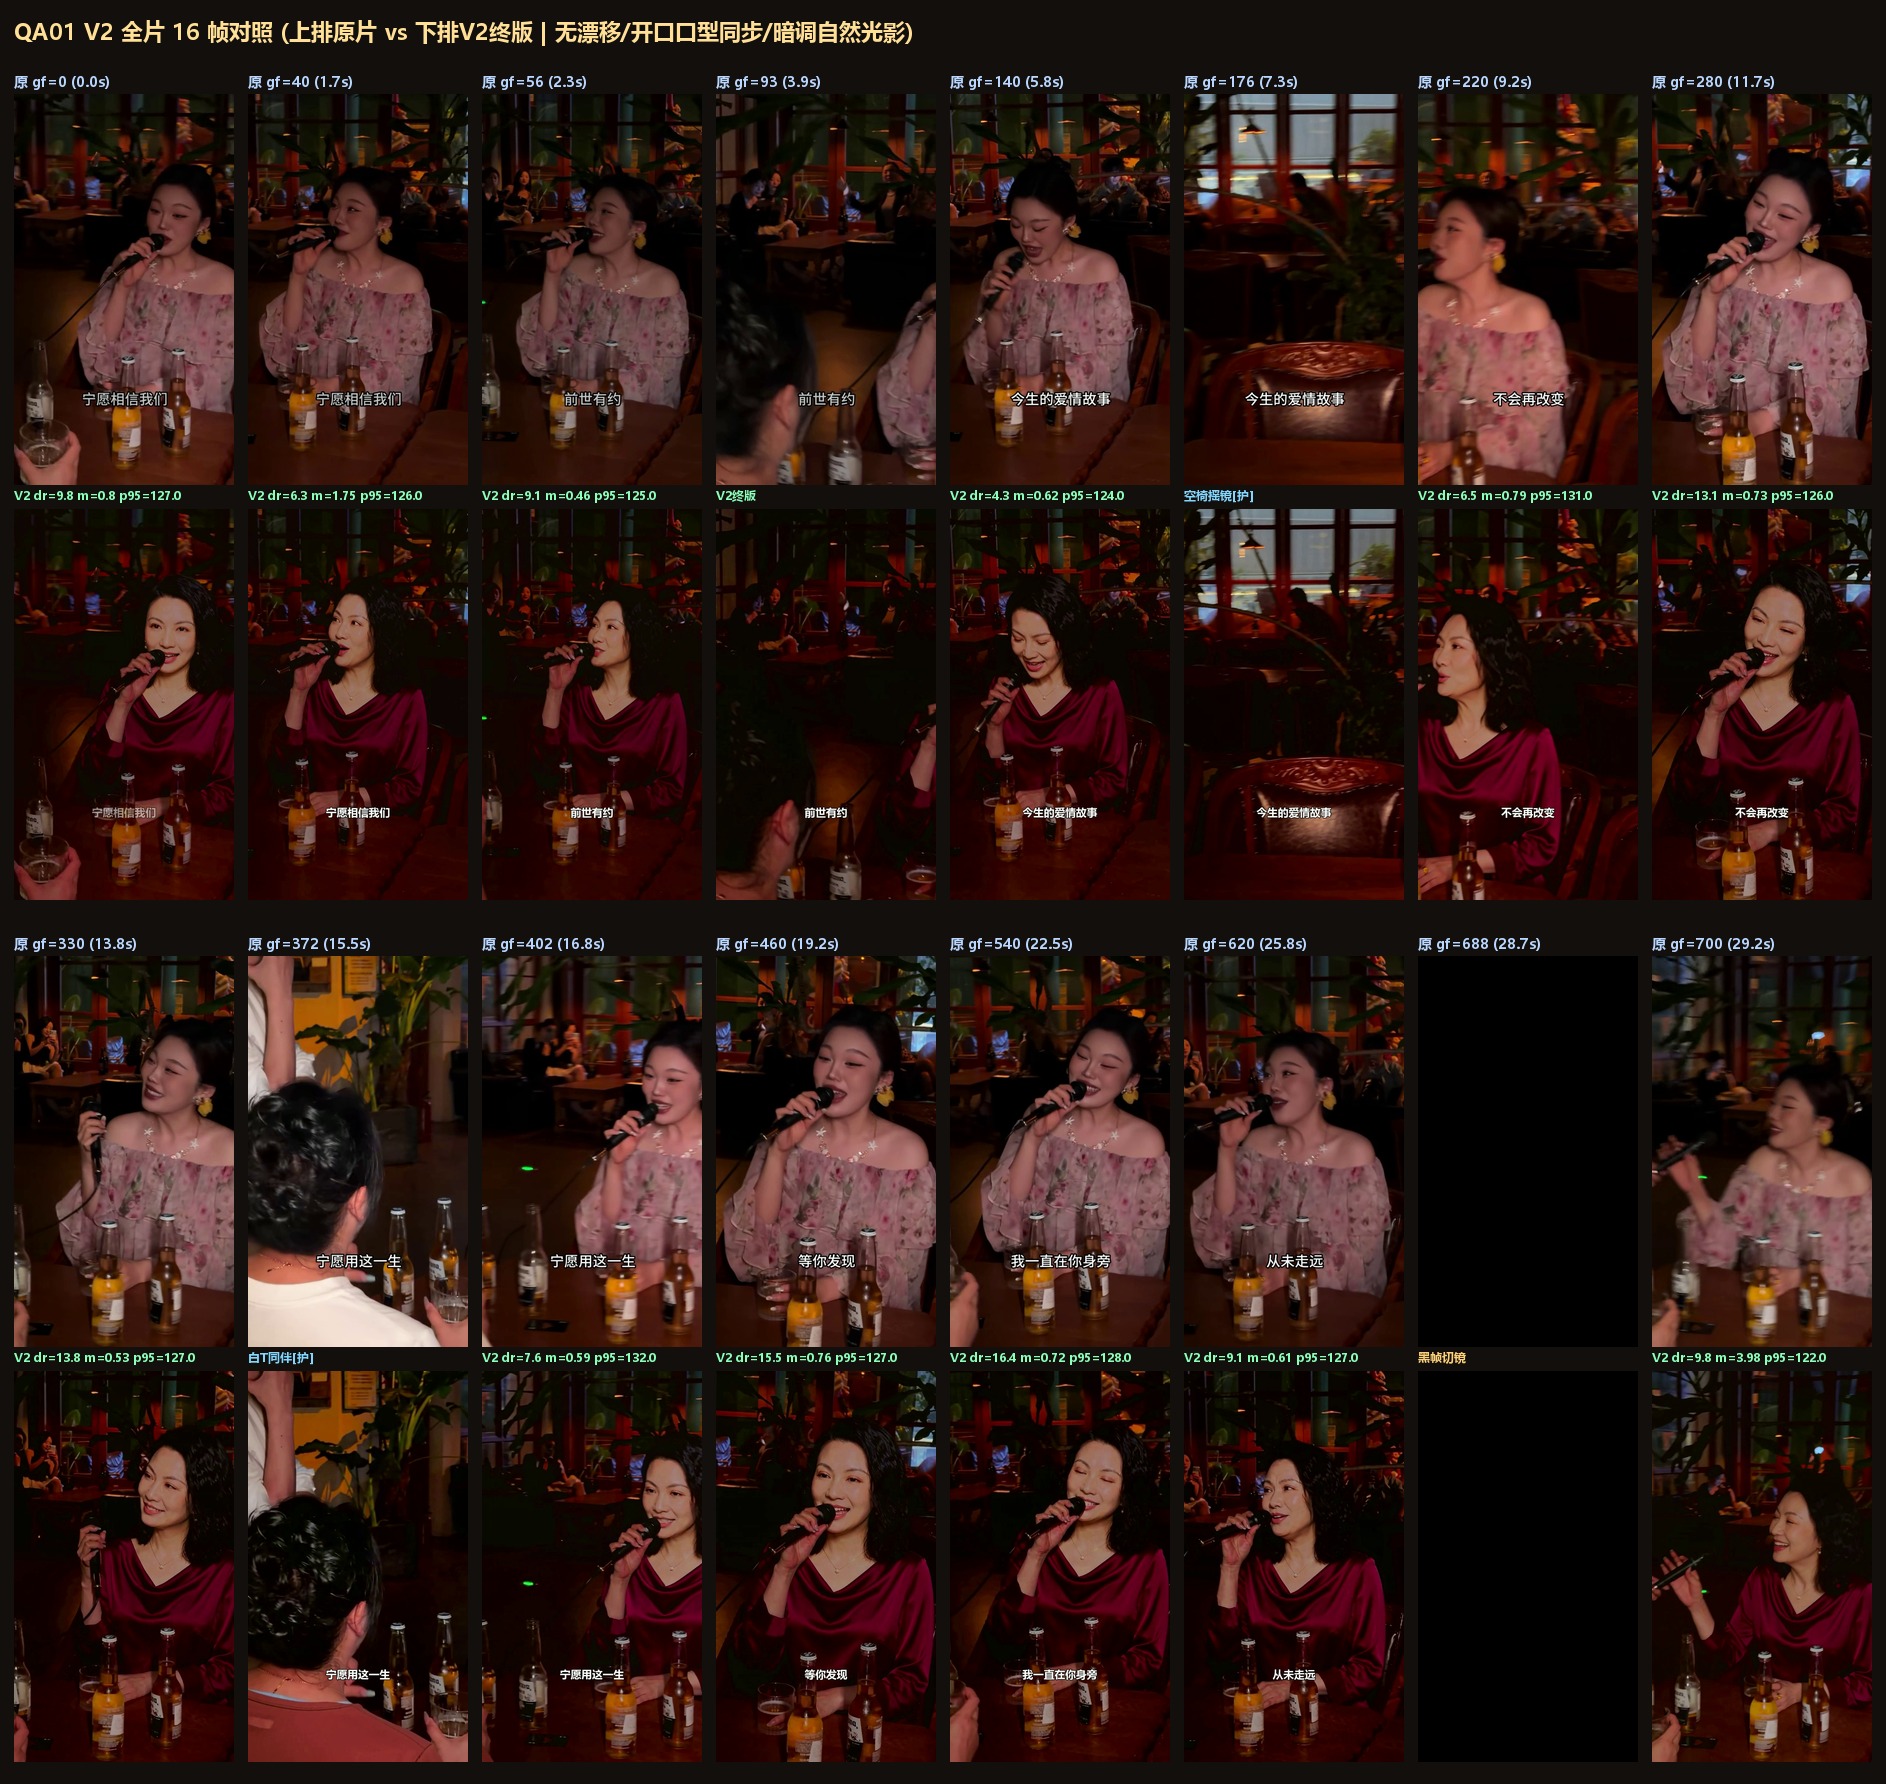 QA01 V2 全片 16 帧对照 (上排原片 vs 下排V2终版 | 无漂移/开口口型同步/暗调自然光影)
原 gf=0 (0.0s)
原 gf=40 (1.7s)
原 gf=56 (2.3s)
原 gf=93 (3.9s)
原 gf=140 (5.8s)
原 gf=176 (7.3s)
原 gf=220 (9.2s)
原 gf=280 (11.7s)
宁愿相信我们
宁愿相信我们
前世有约
前世有约
今生的爱情故事
今生的爱情故事
不会再改变
V2 dr=9.8 m=0.8 p95=127.0
V2 dr=6.3 m=1.75 p95=126.0
V2 dr=9.1 m=0.46 p95=125.0
V2终版
V2 dr=4.3 m=0.62 p95=124.0
空椅摇镜[护]
V2 dr=6.5 m=0.79 p95=131.0
V2 dr=13.1 m=0.73 p95=126.0
宁愿相信我们
宁愿相信我们
前世有约
前世有约
今生的爱情故事
今生的爱情故事
不会再改变
不会再改变
原 gf=330 (13.8s)
原 gf=372 (15.5s)
原 gf=402 (16.8s)
原 gf=460 (19.2s)
原 gf=540 (22.5s)
原 gf=620 (25.8s)
原 gf=688 (28.7s)
原 gf=700 (29.2s)
宁愿用这一生
宁愿用这一生
等你发现
我一直在你身旁
从未走远
V2 dr=13.8 m=0.53 p95=127.0
白T同伴[护]
V2 dr=7.6 m=0.59 p95=132.0
V2 dr=15.5 m=0.76 p95=127.0
V2 dr=16.4 m=0.72 p95=128.0
V2 dr=9.1 m=0.61 p95=127.0
黑帧切镜
V2 dr=9.8 m=3.98 p95=122.0
宁愿用这一生
宁愿用这一生
等你发现
我一直在你身旁
从未走远